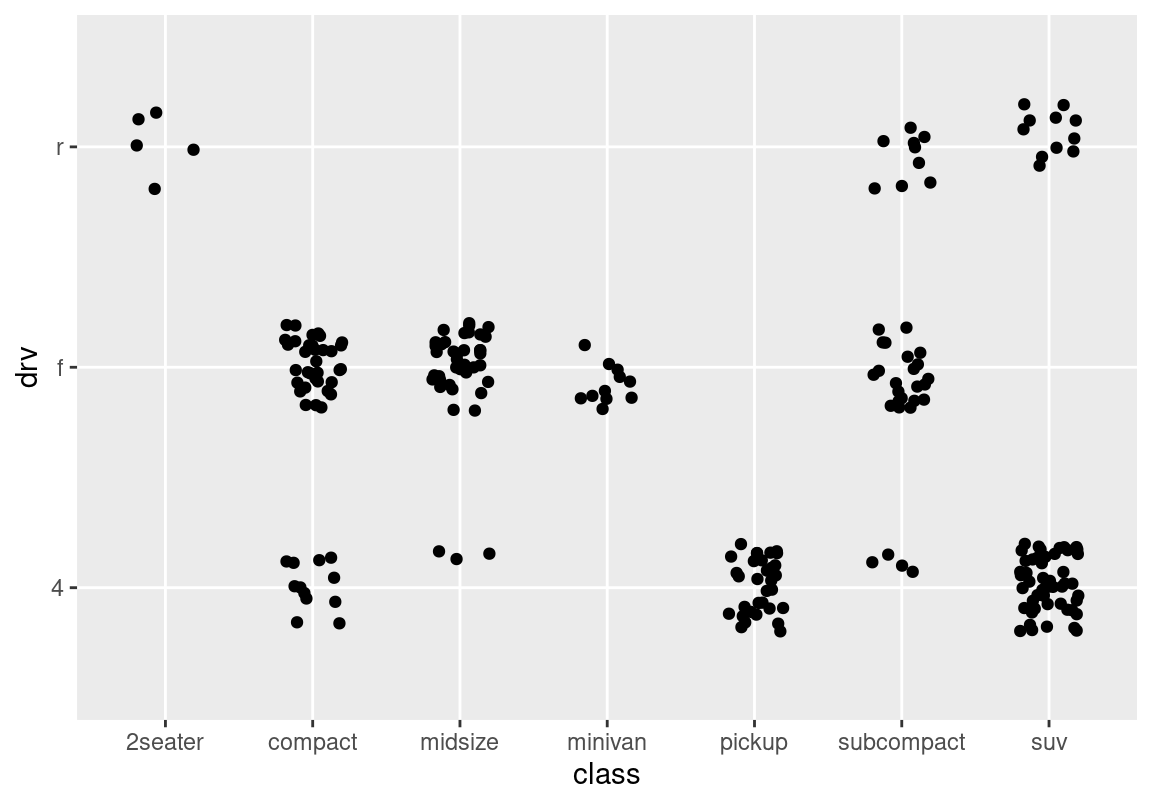 drv
r
f
4
2seater compact midsize minivan pickup subcompact suv
class